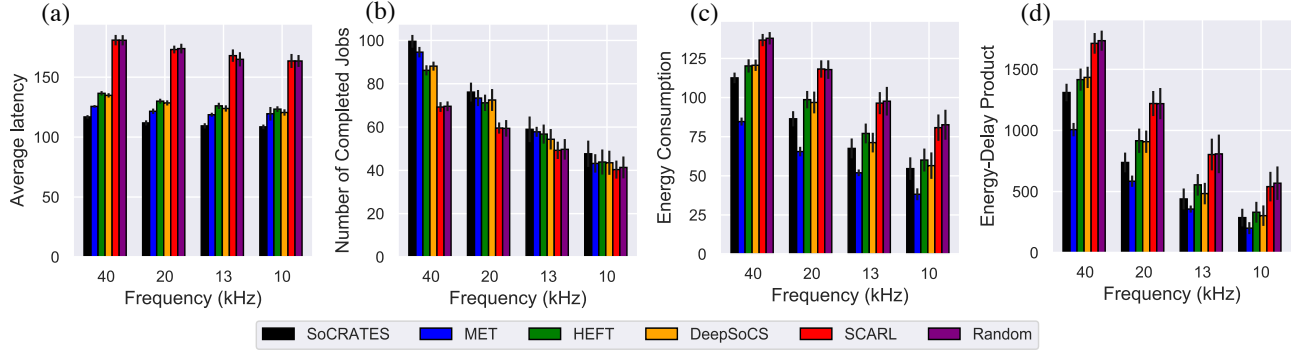 (a)
Average latency
150
100
50
0
40 20 13 10
Frequency (kHz)
(b)
Number of Completed Jobs
100
80
60
40
20
0
40 20 13 10
Frequency (kHz)
(c)
Energy Consumption
125
100
75
50
25
0
40 20 13 10
Frequency (kHz)
(d)
Energy-Delay Product
1500
1000
500
0
40 20 13 10
Frequency (kHz)
SoCRATES MET HEFT DeepSoCS SCARL Random